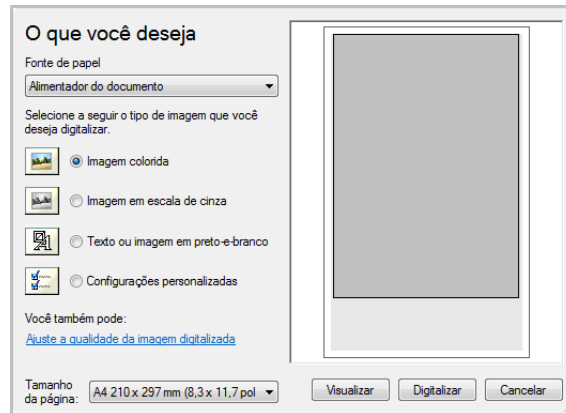 O que você deseja
Fonte de papel
Alimentador do documento
Selecione a seguir o tipo de imagem que você
deseja digitalizar.
Imagem colorida
Imagem em escala de cinza
Texto ou imagem em preto-e-branco
Configurações personalizadas
Você também pode:
Ajuste a qualidade da imagem digitalizada
Tamanho
da página:
A4 210 x 297 mm (8,3 x 11,7 pol
Visualizar
Digitalizar
Cancelar